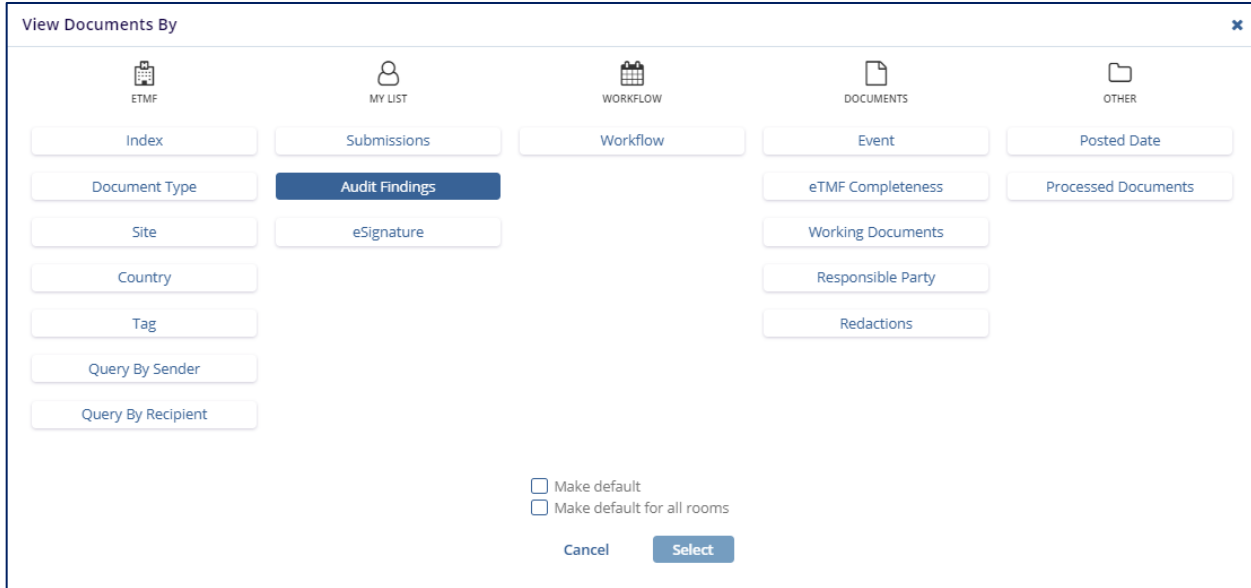 View Documents By
ETMF
MY LIST
WORKFLOW
DOCUMENTS
OTHER
Index
Submissions
Workflow
Event
Posted Date
Document Type
Audit Findings
eTMF Completeness
Processed Documents
Site
eSignature
Working Documents
Country
Responsible Party
Tag
Redactions
Query By Sender
Query By Recipient
Make default
Make default for all rooms
Cancel
Select